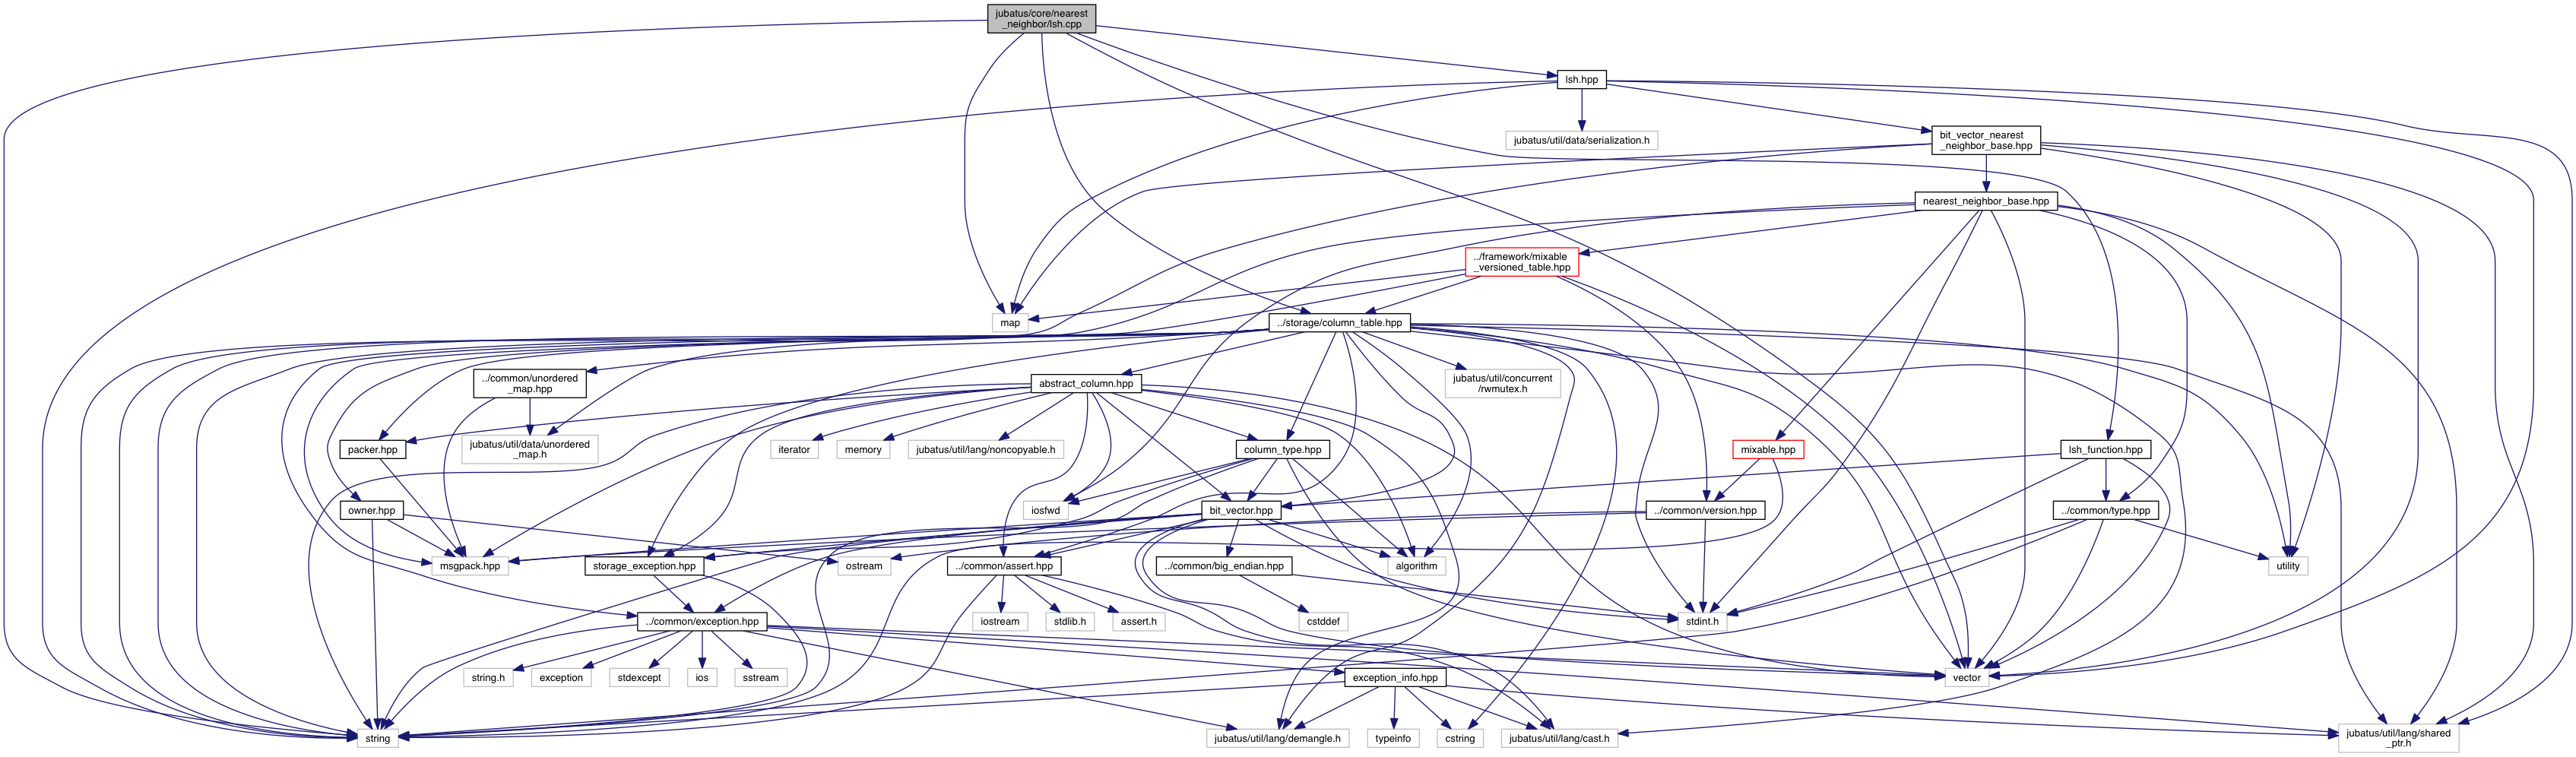 jubatus/core/nearest
_neighbor/lsh.cpp
lsh.hpp
jubatus/util/data/serialization.h
bit_vector_nearest
_neighbor_base.hpp
nearest_neighbor_base.hpp
../framework/mixable
_versioned_table.hpp
map
../storage/column_table.hpp
../common/unordered
_map.hpp
abstract_column.hpp
jubatus/util/concurrent
/rwmutex.h
packer.hpp
jubatus/util/data/unordered
_map.h
iterator
memory
jubatus/util/lang/noncopyable.h
column_type.hpp
mixable.hpp
lsh_function.hpp
owner.hpp
iosfwd
bit_vector.hpp
../common/version.hpp
../common/type.hpp
msgpack.hpp
storage_exception.hpp
ostream
../common/assert.hpp
../common/big_endian.hpp
algorithm
utility
../common/exception.hpp
iostream
stdlib.h
assert.h
cstddef
stdint.h
string.h
exception
stdexcept
ios
sstream
exception_info.hpp
vector
string
jubatus/util/lang/demangle.h
typeinfo
cstring
jubatus/util/lang/cast.h
jubatus/util/lang/shared
_ptr.h